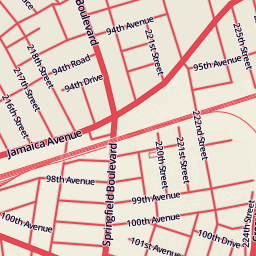 Boulevard
94th Avenue
221st Street
225th Street
218th Street
94th Road
95th Avenue
217th Street
94th Drive
216th Street
222nd Street
Jamaica Avenue
220th Street
221st Street
Springfield Boulevard
98th Avenue
99th Avenue
100th Avenue
100th Avenue
224th Street
100th Drive
101st Avenue